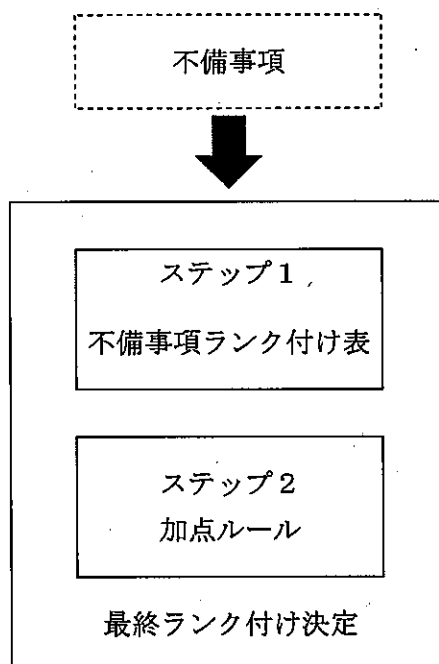 不備事項
ステップ1
不備事項ランク付け表
ステップ2
加点ルール
最終ランク付け決定